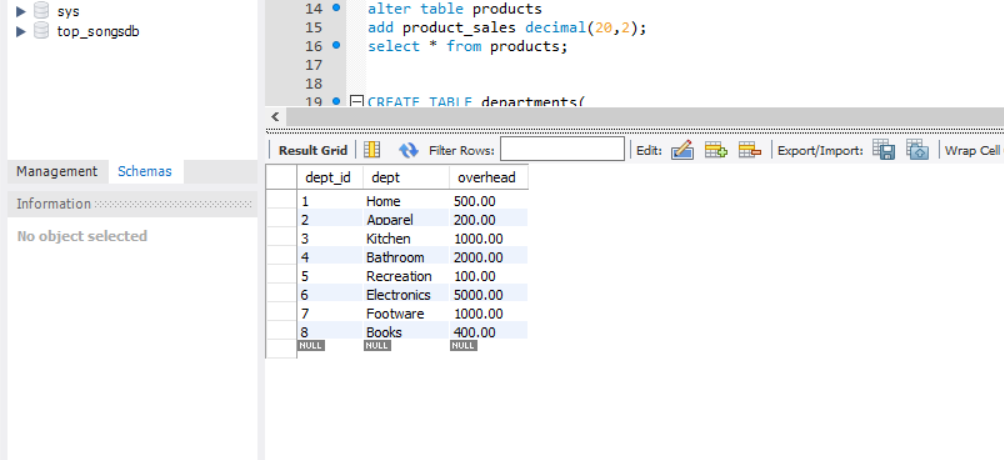 sys
top_songsdb
14 alter table products
15 add product_sales decimal(20,2);
16 select * from products;
17
18
19 CREATE TABLE departments(
Management Schemas
Information
No object selected
Result Grid Filter Rows: Edit: Export/Import: Wrap Cell
dept_id dept overhead
1 Home 500.00
2 Apparel 200.00
3 Kitchen 1000.00
4 Bathroom 2000.00
5 Recreation 100.00
6 Electronics 5000.00
7 Footware 1000.00
8 Books 400.00
NULL NULL NULL